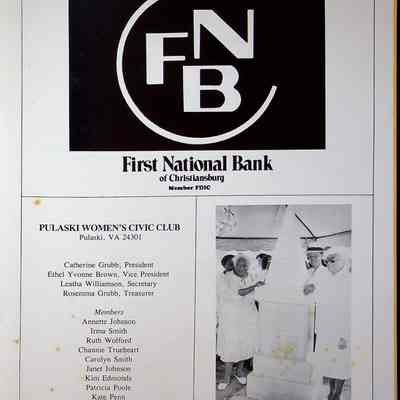 FNB
First National Bank
of Christiansburg
Member FDIC
PULASKI WOMEN'S CIVIC CLUB
Pulaski, VA 24301
Catherine Grubb, President
Ethel Yvonne Brown, Vice President
Leatha Williamson, Secretary
Rosemma Grubb, Treasurer
Members
Annette Johnson
Irma Smith
Ruth Wolford
Channie Trueheart
Carolyn Smith
Janet Johnson
Kim Edmonds
Patricia Poole
Kate Penn